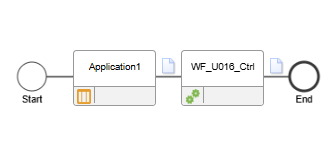 Application1
WF_U016_Ctrl
Start
End